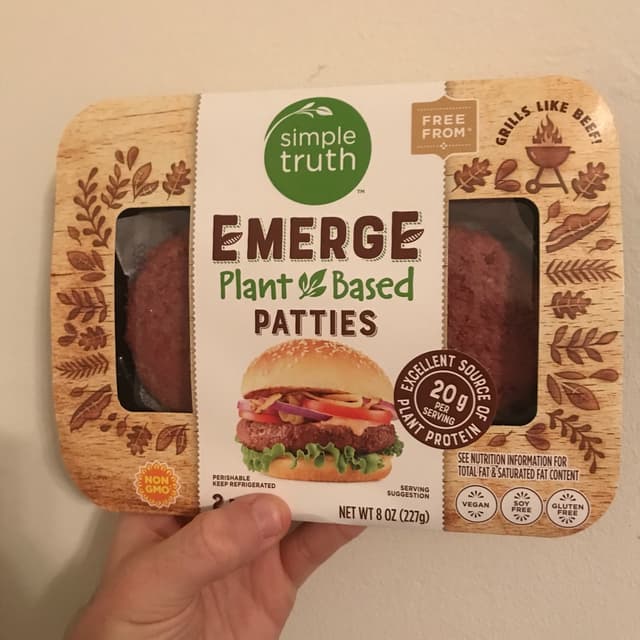 simple
truth™
FREE
FROM
GRILLS LIKE BEEF!
EMERGE
Plant Based
PATTIES
EXCELLENT SOURCE OF
PLANT PROTEIN
20 g
PER
SERVING
SEE NUTRITION INFORMATION FOR
TOTAL FAT & SATURATED FAT CONTENT
NON
GMO
PERISHABLE
KEEP REFRIGERATED
SERVING
SUGGESTION
NET WT 8 OZ (227g)
VEGAN
SOY
FREE
GLUTEN
FREE